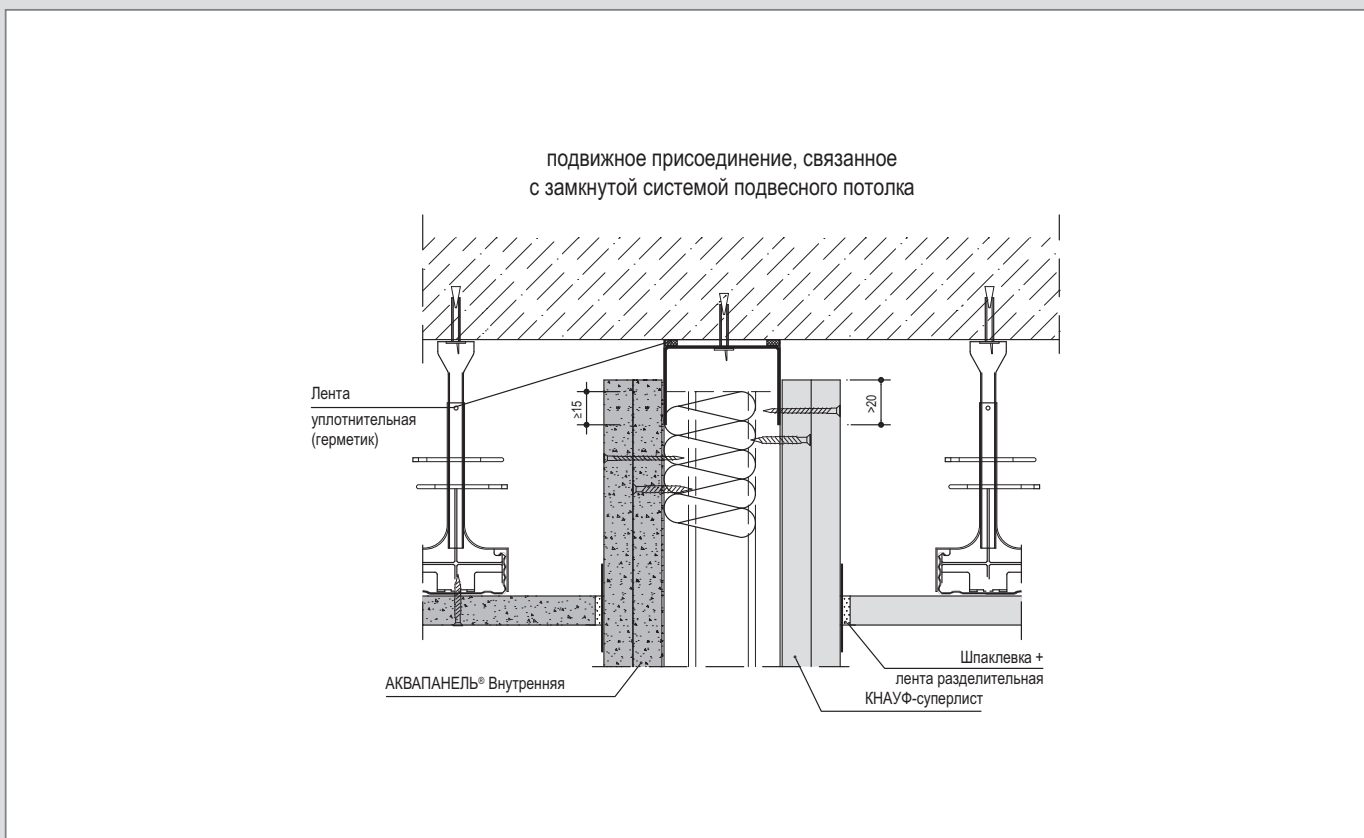 подвижное присоединение, связанное
с замкнутой системой подвесного потолка
Лента
уплотнительная
(герметик)
≥15
>20
АКВАПАНЕЛЬ® Внутренняя
Шпаклевка +
лента разделительная
КНАУФ-суперлист